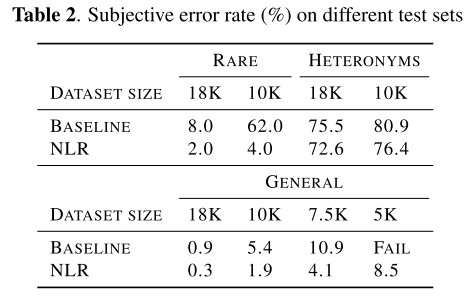 Table 2. Subjective error rate (%) on different test sets
RARE HETERONYMS
DATASET SIZE 18K 10K 18K 10K
BASELINE 8.0 62.0 75.5 80.9
NLR 2.0 4.0 72.6 76.4
GENERAL
DATASET SIZE 18K 10K 7.5K 5K
BASELINE 0.9 5.4 10.9 FAIL
NLR 0.3 1.9 4.1 8.5